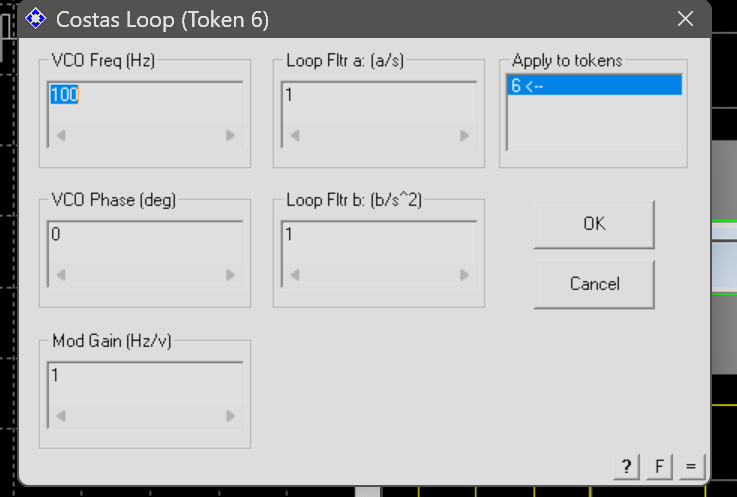 Costas Loop (Token 6)
VCO Freq (Hz)
100
Loop Fltr a: (a/s)
1
Apply to tokens
6 <--
VCO Phase (deg)
0
Loop Fltr b: (b/s^2)
1
OK
Cancel
Mod Gain (Hz/v)
1
? F =